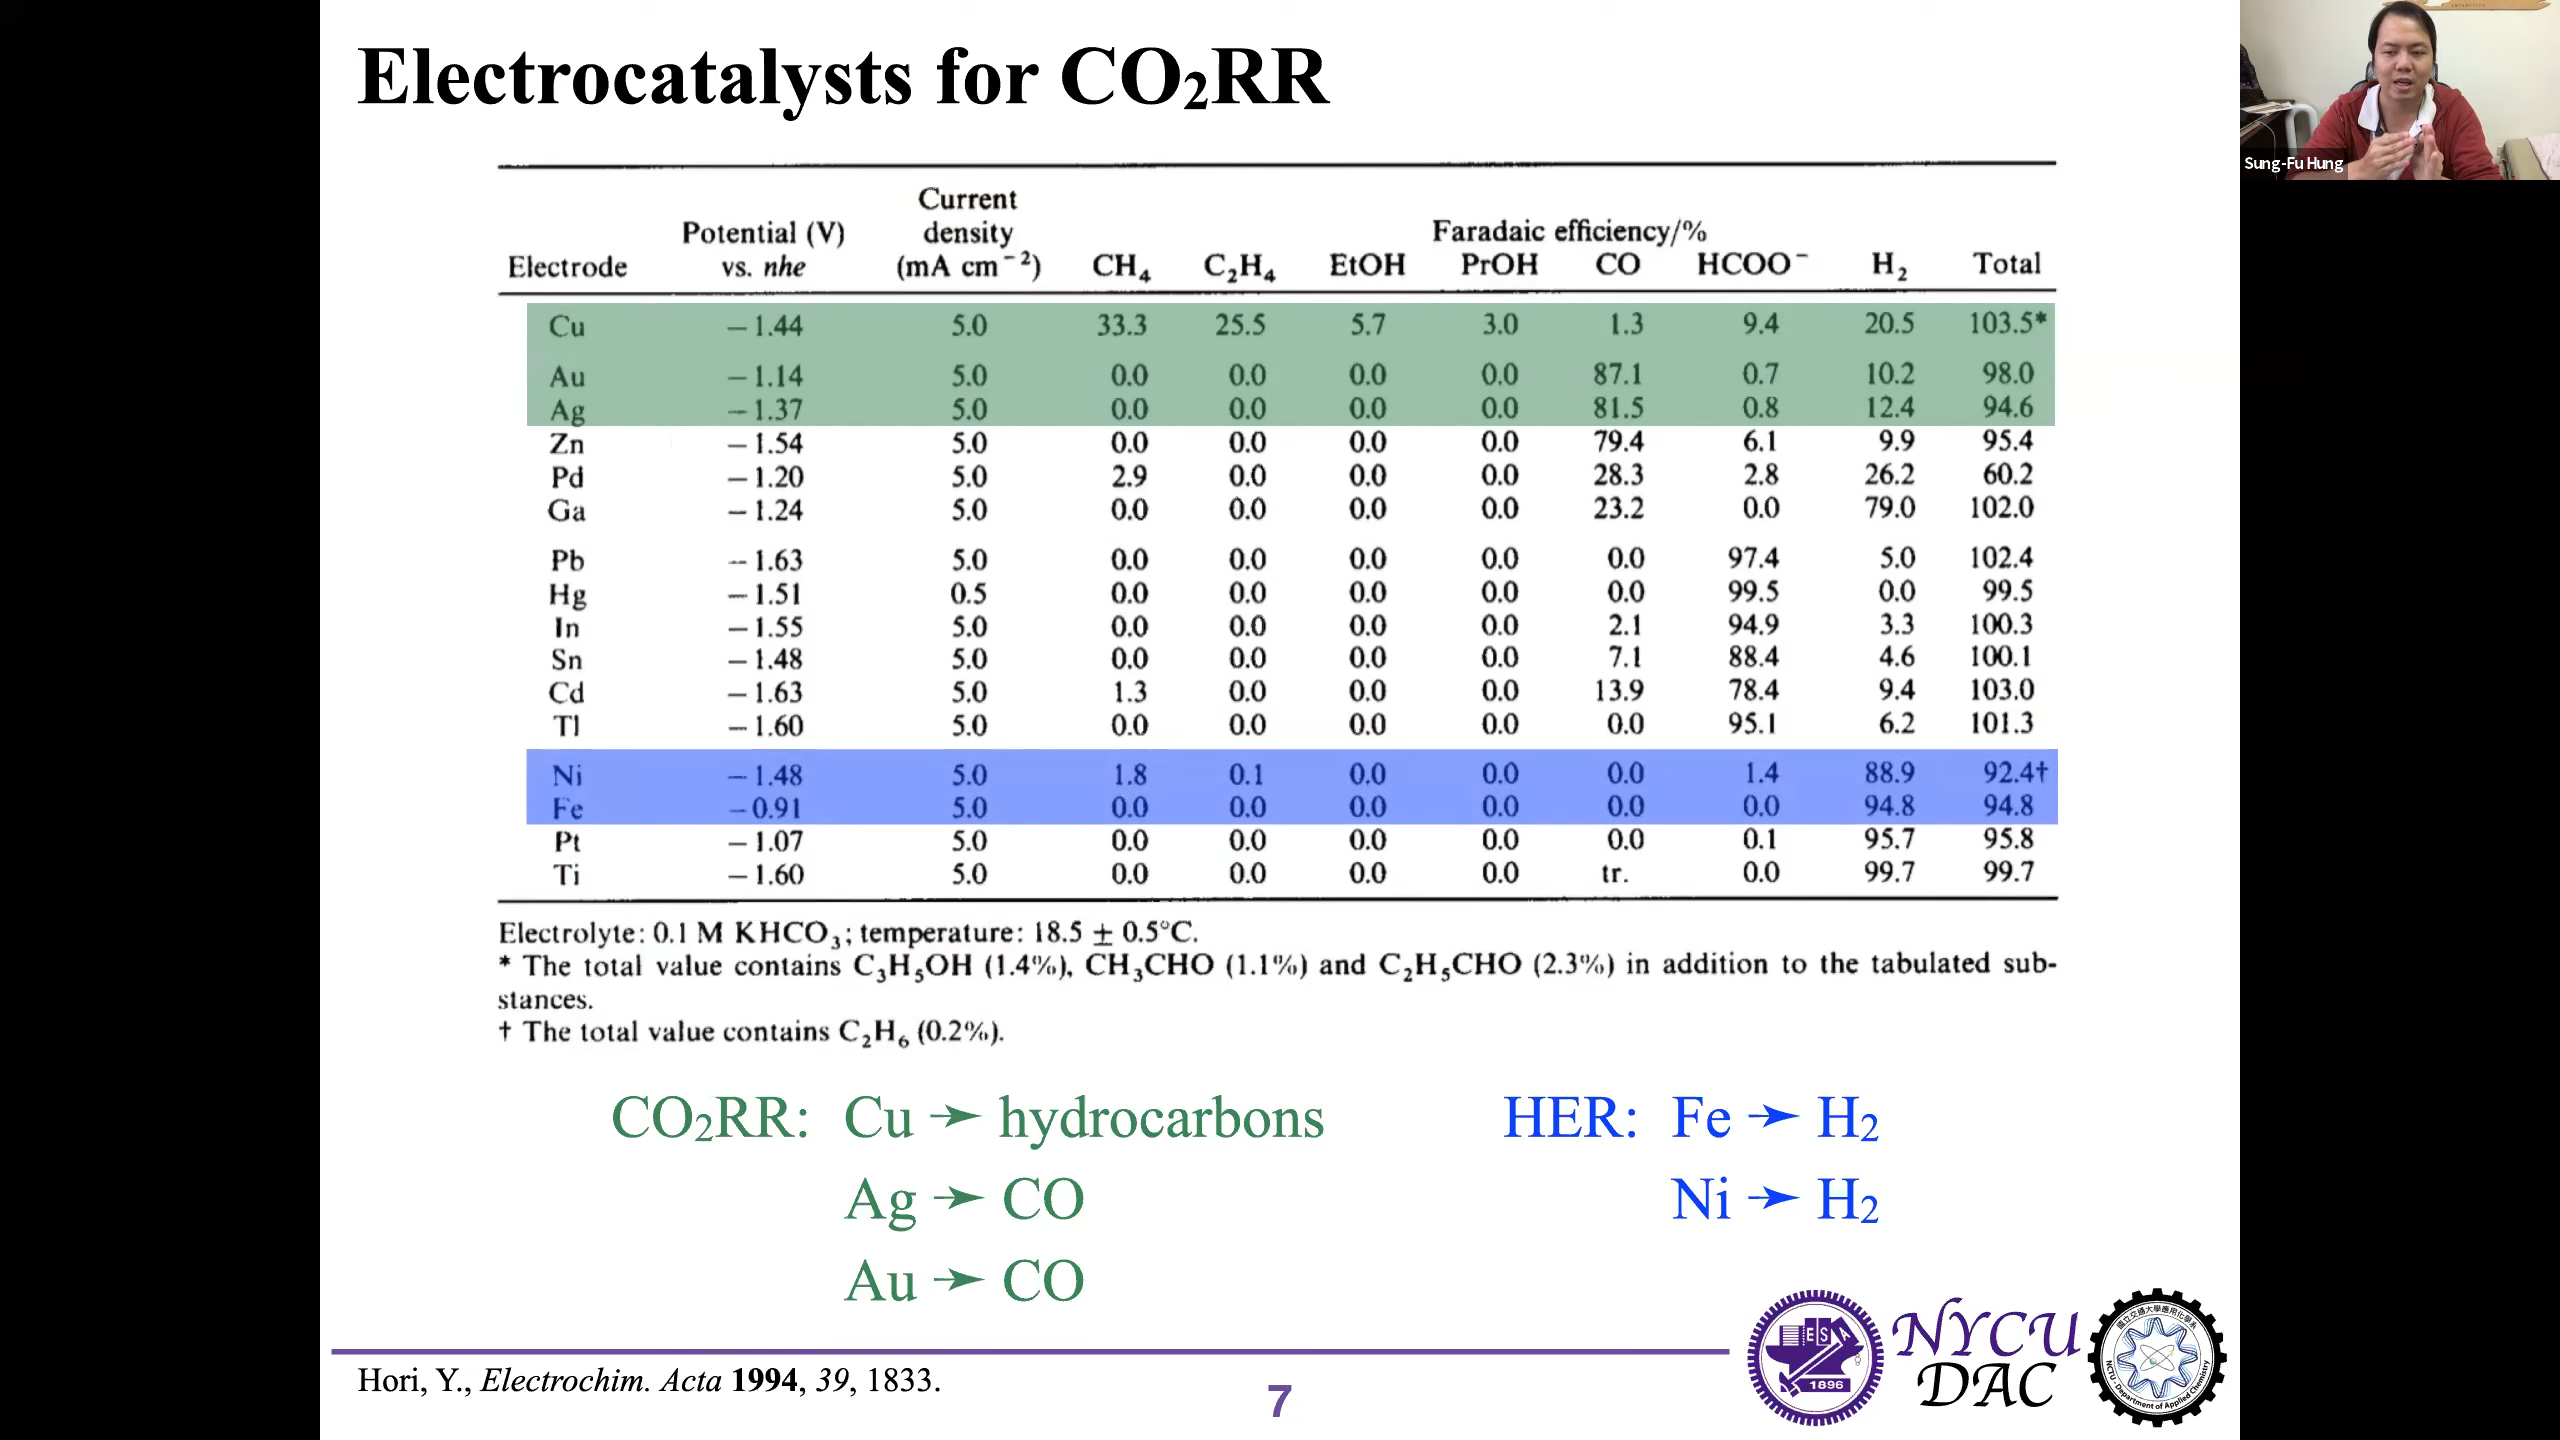 Electrocatalysts for CO₂RR
Sung-Fu Hung
Electrode Potential (V) vs. nhe Current density (mA cm⁻²) Faradaic efficiency/%
CH₄ C₂H₄ EtOH PrOH CO HCOO⁻ H₂ Total
Cu −1.44 5.0 33.3 25.5 5.7 3.0 1.3 9.4 20.5 103.5*
Au −1.14 5.0 0.0 0.0 0.0 0.0 87.1 0.7 10.2 98.0
Ag −1.37 5.0 0.0 0.0 0.0 0.0 81.5 0.8 12.4 94.6
Zn −1.54 5.0 0.0 0.0 0.0 0.0 79.4 6.1 9.9 95.4
Pd −1.20 5.0 2.9 0.0 0.0 0.0 28.3 2.8 26.2 60.2
Ga −1.24 5.0 0.0 0.0 0.0 0.0 23.2 0.0 79.0 102.0
Pb −1.63 5.0 0.0 0.0 0.0 0.0 0.0 97.4 5.0 102.4
Hg −1.51 0.5 0.0 0.0 0.0 0.0 0.0 99.5 0.0 99.5
In −1.55 5.0 0.0 0.0 0.0 0.0 2.1 94.9 3.3 100.3
Sn −1.48 5.0 0.0 0.0 0.0 0.0 7.1 88.4 4.6 100.1
Cd −1.63 5.0 1.3 0.0 0.0 0.0 13.9 78.4 9.4 103.0
Tl −1.60 5.0 0.0 0.0 0.0 0.0 0.0 95.1 6.2 101.3
Ni −1.48 5.0 1.8 0.1 0.0 0.0 0.0 1.4 88.9 92.4†
Fe −0.91 5.0 0.0 0.0 0.0 0.0 0.0 0.0 94.8 94.8
Pt −1.07 5.0 0.0 0.0 0.0 0.0 0.0 0.1 95.7 95.8
Ti −1.60 5.0 0.0 0.0 0.0 0.0 tr. 0.0 99.7 99.7
Electrolyte: 0.1 M KHCO₃; temperature: 18.5 ± 0.5°C.
* The total value contains C₃H₅OH (1.4%), CH₃CHO (1.1%) and C₂H₅CHO (2.3%) in addition to the tabulated sub-
stances.
† The total value contains C₂H₆ (0.2%).
CO₂RR: Cu ➛ hydrocarbons
Ag ➛ CO
Au ➛ CO
HER: Fe ➛ H₂
Ni ➛ H₂
Hori, Y., Electrochim. Acta 1994, 39, 1833.
7
ESA
1896
NYCU
DAC
國立交通大學應用化學系
NCTU - Department of Applied Chemistry